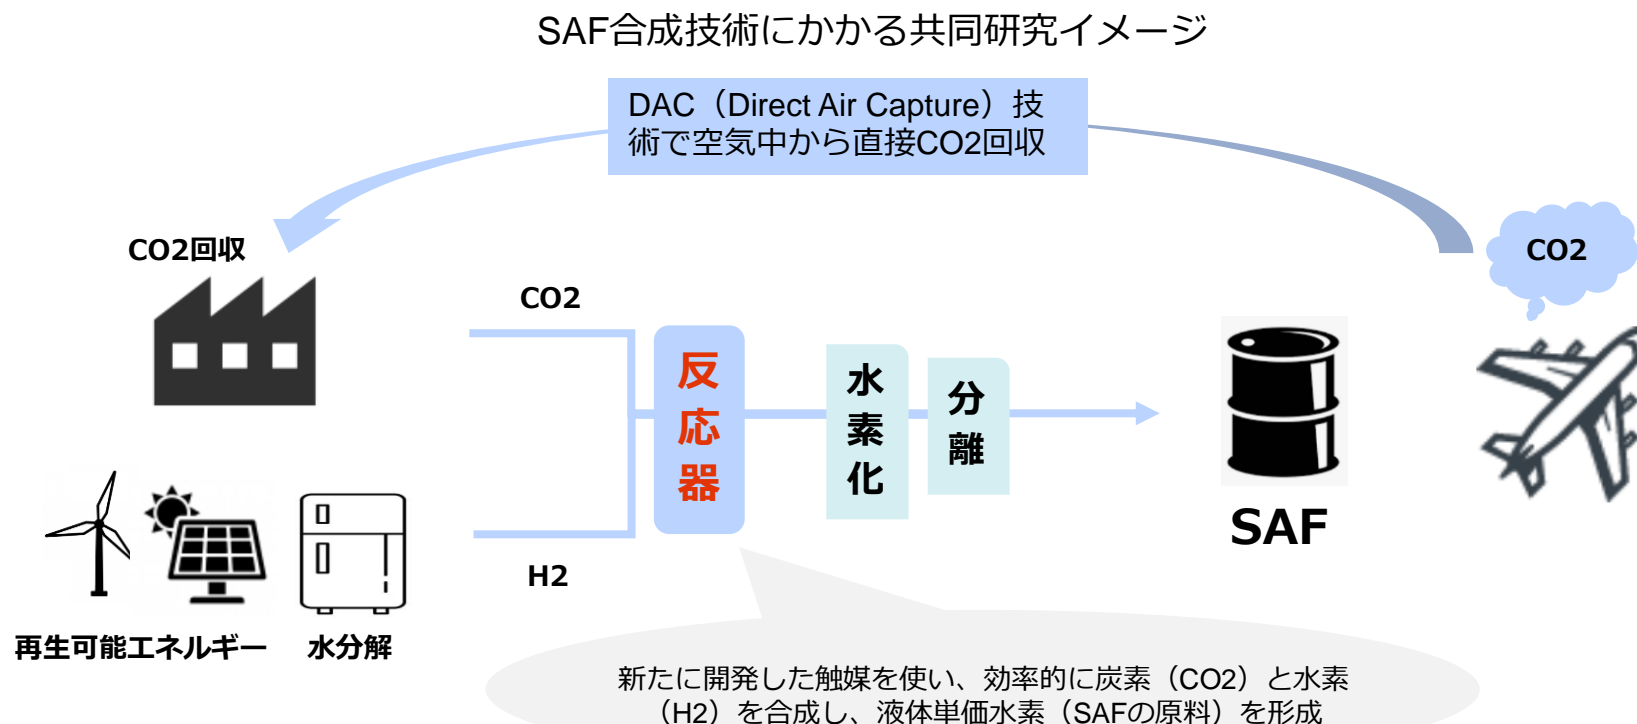 SAF合成技術にかかる共同研究イメージ
DAC（Direct Air Capture）技
術で空気中から直接CO2回収
CO2回収
CO2
CO2
反応器
水素化
分離
SAF
H2
再生可能エネルギー
水分解
新たに開発した触媒を使い、効率的に炭素（CO2）と水素
（H2）を合成し、液体単価水素（SAFの原料）を形成